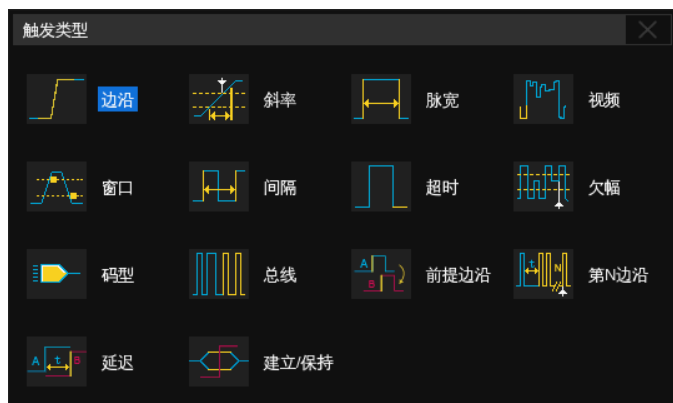 触发类型
边沿 斜率 脉宽 视频
窗口 间隔 超时 欠幅
码型 总线 A B 前提边沿 t N 第N边沿
A t B 延迟 建立/保持